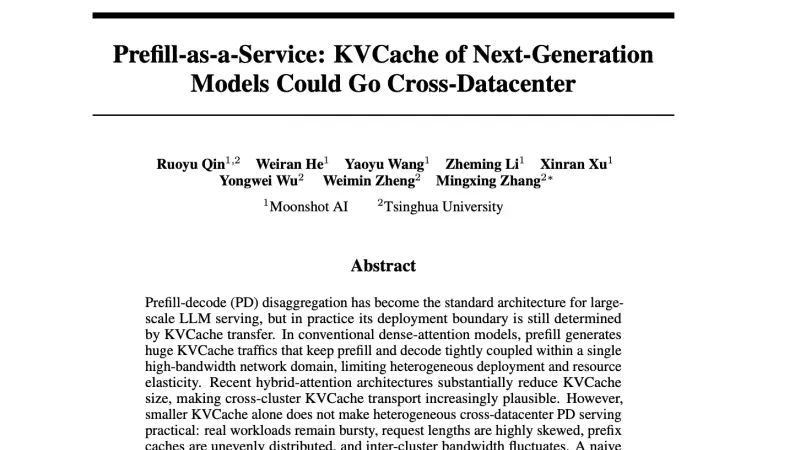 Prefill-as-a-Service: KVCache of Next-Generation
Models Could Go Cross-Datacenter
Ruoyu Qin1,2 Weiran He1 Yaoyu Wang1 Zheming Li1 Xinran Xu1
Yongwei Wu2 Weimin Zheng2 Mingxing Zhang2∗
1Moonshot AI 2Tsinghua University
Abstract
Prefill-decode (PD) disaggregation has become the standard architecture for large-
scale LLM serving, but in practice its deployment boundary is still determined
by KVCache transfer. In conventional dense-attention models, prefill generates
huge KVCache traffics that keep prefill and decode tightly coupled within a single
high-bandwidth network domain, limiting heterogeneous deployment and resource
elasticity. Recent hybrid-attention architectures substantially reduce KVCache
size, making cross-cluster KVCache transport increasingly plausible. However,
smaller KVCache alone does not make heterogeneous cross-datacenter PD serving
practical: real workloads remain bursty, request lengths are highly skewed, prefix
caches are unevenly distributed, and inter-cluster bandwidth fluctuates. A naive